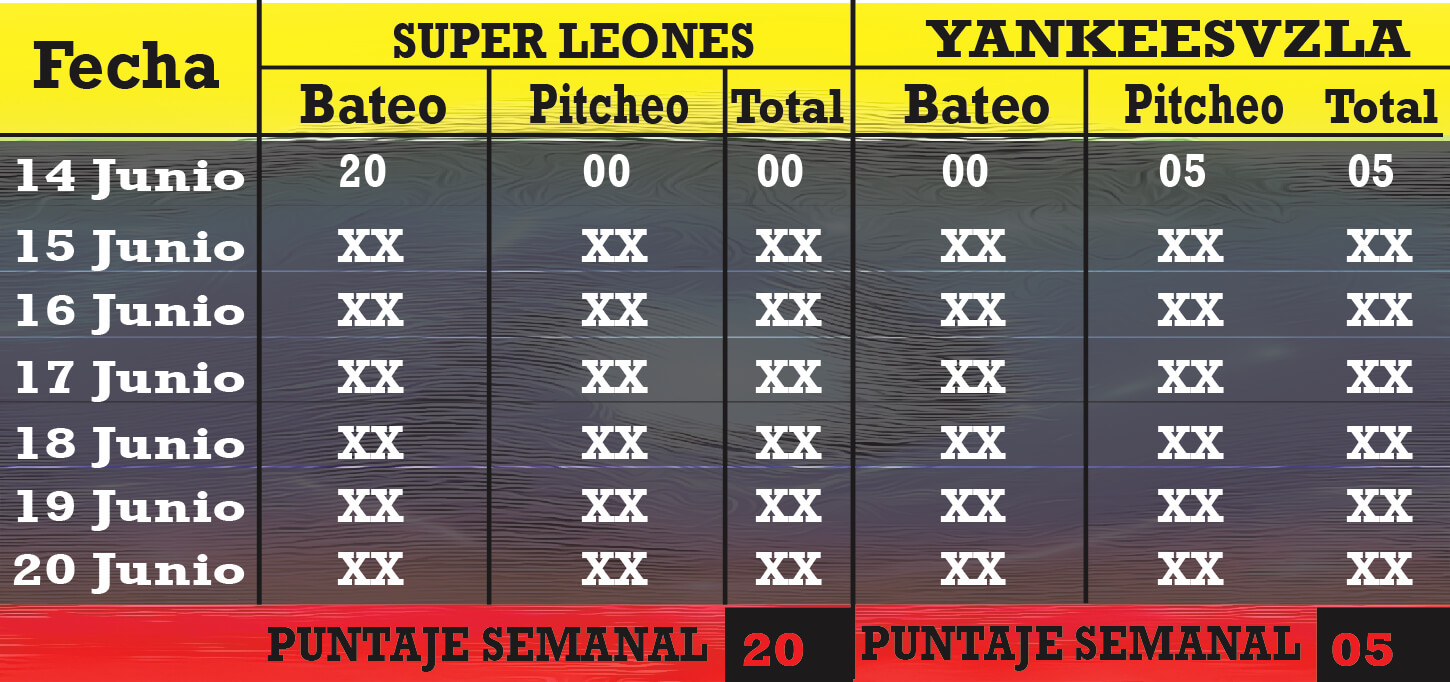 Fecha SUPER LEONES YANKEESVZLA
Bateo Pitcheo Total Bateo Pitcheo Total
14 Junio 20 00 00 00 05 05
15 Junio XX XX XX XX XX XX
16 Junio XX XX XX XX XX XX
17 Junio XX XX XX XX XX XX
18 Junio XX XX XX XX XX XX
19 Junio XX XX XX XX XX XX
20 Junio XX XX XX XX XX XX
PUNTAJE SEMANAL 20 PUNTAJE SEMANAL 05